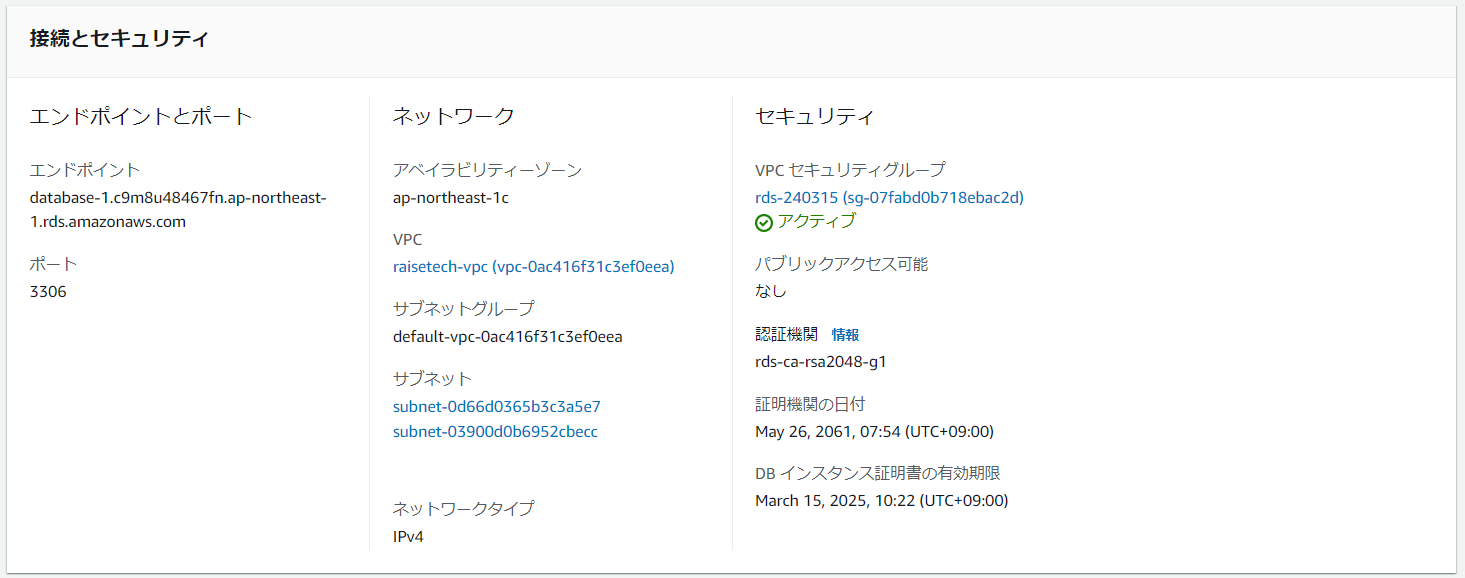 接続とセキュリティ
エンドポイントとポート
エンドポイント
database-1.c9m8u48467fn.ap-northeast-
1.rds.amazonaws.com
ポート
3306
ネットワーク
アベイラビリティーゾーン
ap-northeast-1c
VPC
raisetech-vpc (vpc-0ac416f31c3ef0eea)
サブネットグループ
default-vpc-0ac416f31c3ef0eea
サブネット
subnet-0d66d0365b3c3a5e7
subnet-03900d0b6952cbecc
ネットワークタイプ
IPv4
セキュリティ
VPC セキュリティグループ
rds-240315 (sg-07fabd0b718ebac2d)
アクティブ
パブリックアクセス可能
なし
認証機関 情報
rds-ca-rsa2048-g1
証明機関の日付
May 26, 2061, 07:54 (UTC+09:00)
DB インスタンス証明書の有効期限
March 15, 2025, 10:22 (UTC+09:00)